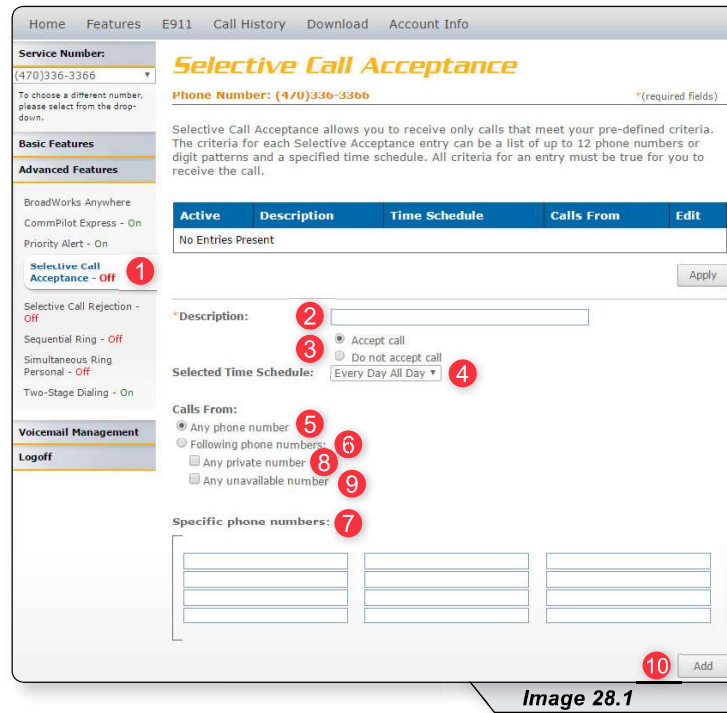 Home Features E911 Call History Download Account Info
Service Number:
(470)336-3366
To choose a different number,
please select from the drop-
down.
Basic Features
Advanced Features
BroadWorks Anywhere
CommPilot Express - On
Priority Alert - On
Selective Call
Acceptance - Off
1
Selective Call Rejection -
Off
Sequential Ring - Off
Simultaneous Ring
Personal - Off
Two-Stage Dialing - On
Voicemail Management
Logoff
Selective Call Acceptance
Phone Number: (470)336-3366
*(required fields)
Selective Call Acceptance allows you to receive only calls that meet your pre-defined criteria.
The criteria for each Selective Acceptance entry can be a list of up to 12 phone numbers or
digit patterns and a specified time schedule. All criteria for an entry must be true for you to
receive the call.
Active Description Time Schedule Calls From Edit
No Entries Present
Apply
*Description: 2
3 Accept call
Do not accept call
Selected Time Schedule: Every Day All Day 4
Calls From:
Any phone number 5
Following phone numbers: 6
Any private number 8
Any unavailable number 9
Specific phone numbers: 7
10 Add
Image 28.1